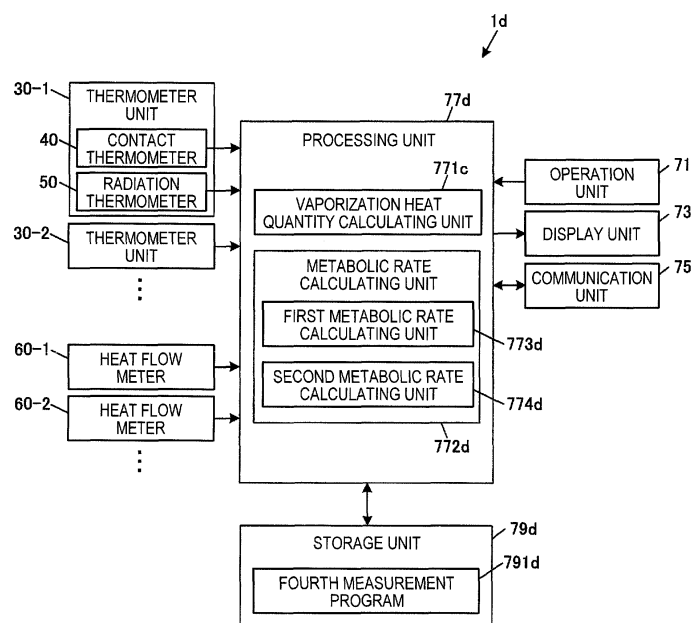 1d
30-1
THERMOMETER
UNIT
40
CONTACT
THERMOMETER
50
RADIATION
THERMOMETER
30-2
THERMOMETER
UNIT
60-1
HEAT FLOW
METER
60-2
HEAT FLOW
METER
77d
PROCESSING UNIT
771c
VAPORIZATION HEAT
QUANTITY CALCULATING UNIT
METABOLIC RATE
CALCULATING UNIT
FIRST METABOLIC RATE
CALCULATING UNIT
773d
SECOND METABOLIC RATE
CALCULATING UNIT
774d
772d
71
OPERATION
UNIT
73
DISPLAY UNIT
75
COMMUNICATION
UNIT
79d
STORAGE UNIT
791d
FOURTH MEASUREMENT
PROGRAM